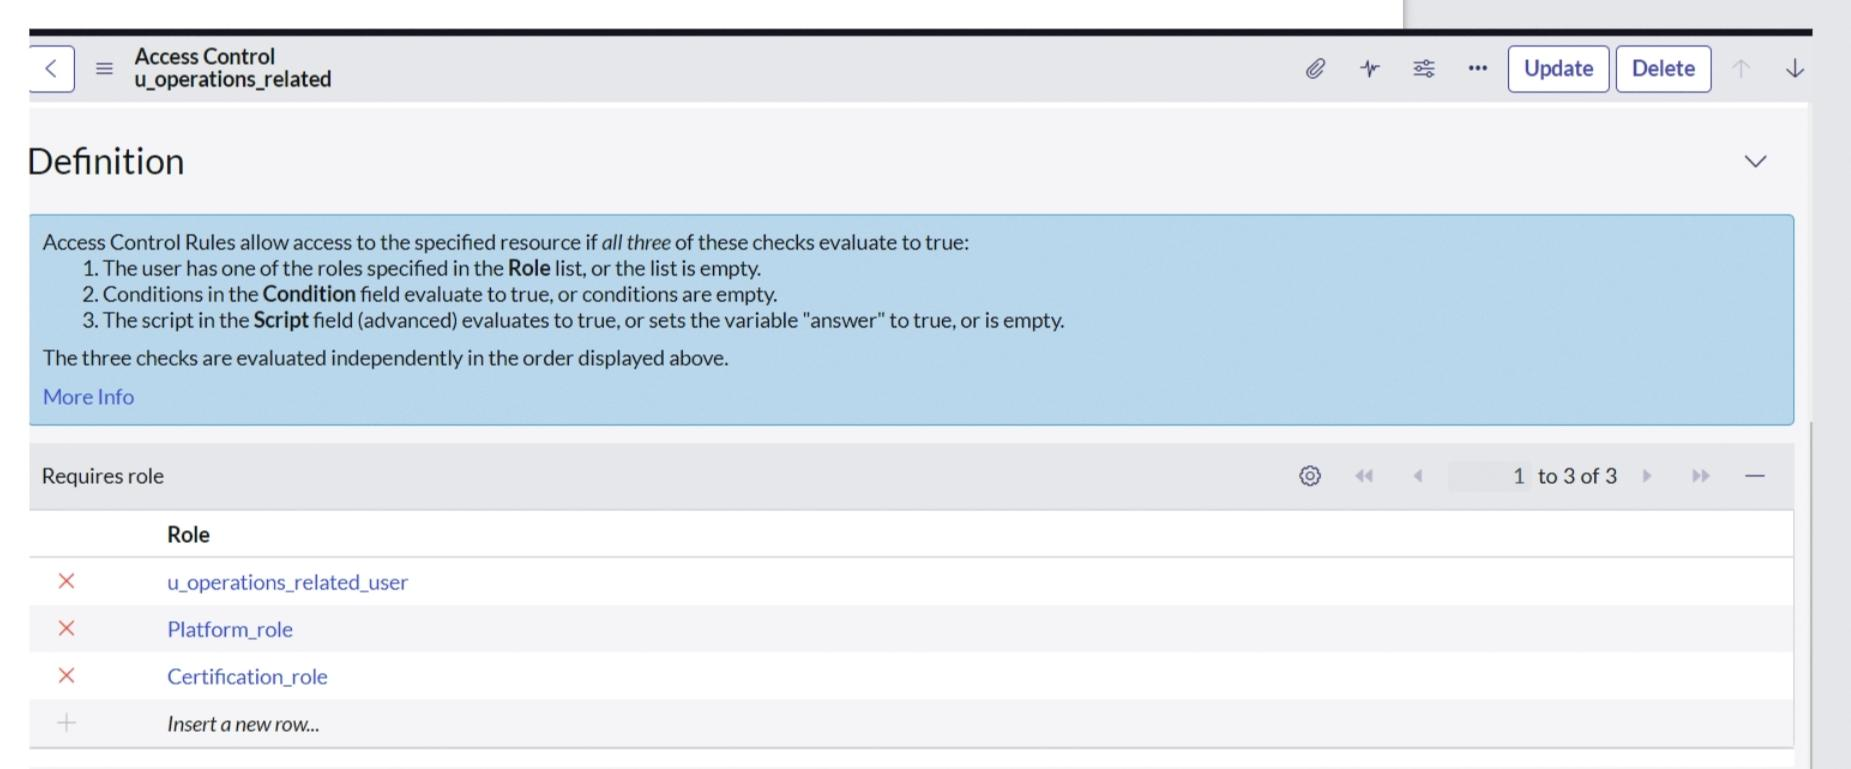 Access Control
u_operations_related
Update
Delete
Definition
Access Control Rules allow access to the specified resource if all three of these checks evaluate to true:
1. The user has one of the roles specified in the Role list, or the list is empty.
2. Conditions in the Condition field evaluate to true, or conditions are empty.
3. The script in the Script field (advanced) evaluates to true, or sets the variable "answer" to true, or is empty.
The three checks are evaluated independently in the order displayed above.
More Info
Requires role
1 to 3 of 3
Role
u_operations_related_user
Platform_role
Certification_role
Insert a new row...